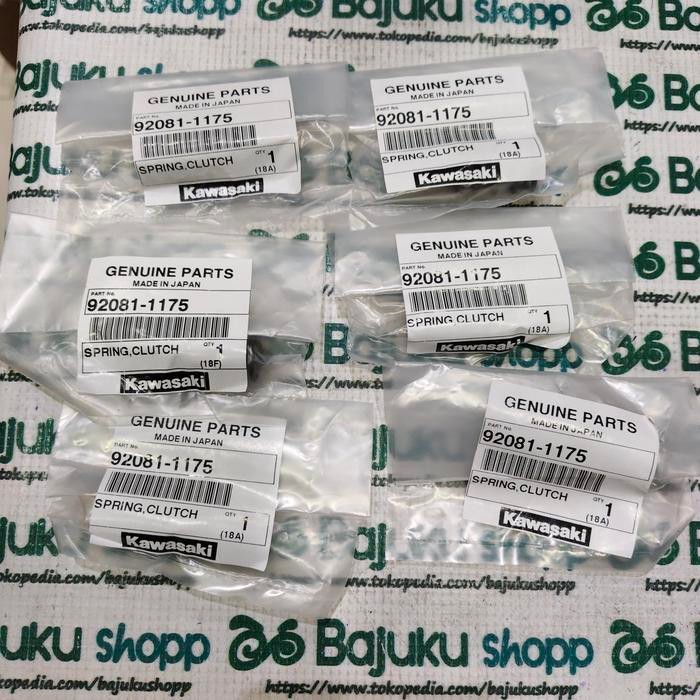 Bajuku shopp
https://www.tokopedia.com/bajukushopp
GENUINE PARTS
MADE IN JAPAN
PART No.
92081-1175
SPRING,CLUTCH
QTY
1
(18A)
Kawasaki
GENUINE PARTS
MADE IN JAPAN
PART No.
92081-1175
SPRING,CLUTCH
QTY
1
(18A)
Kawasaki
GENUINE PARTS
MADE IN JAPAN
PART No.
92081-1175
SPRING,CLUTCH
QTY
1
(18F)
Kawasaki
GENUINE PARTS
MADE IN JAPAN
PART No.
92081-1175
SPRING,CLUTCH
QTY
1
(18A)
Kawasaki
GENUINE PARTS
MADE IN JAPAN
PART No.
92081-1175
SPRING,CLUTCH
QTY
1
(18A)
Kawasaki
GENUINE PARTS
MADE IN JAPAN
PART No.
92081-1175
SPRING,CLUTCH
QTY
1
(18A)
Kawasaki
www.tokopedia.com/bajukushopp
Bajuku shopp
https://www.tokopedia.com/bajukushopp